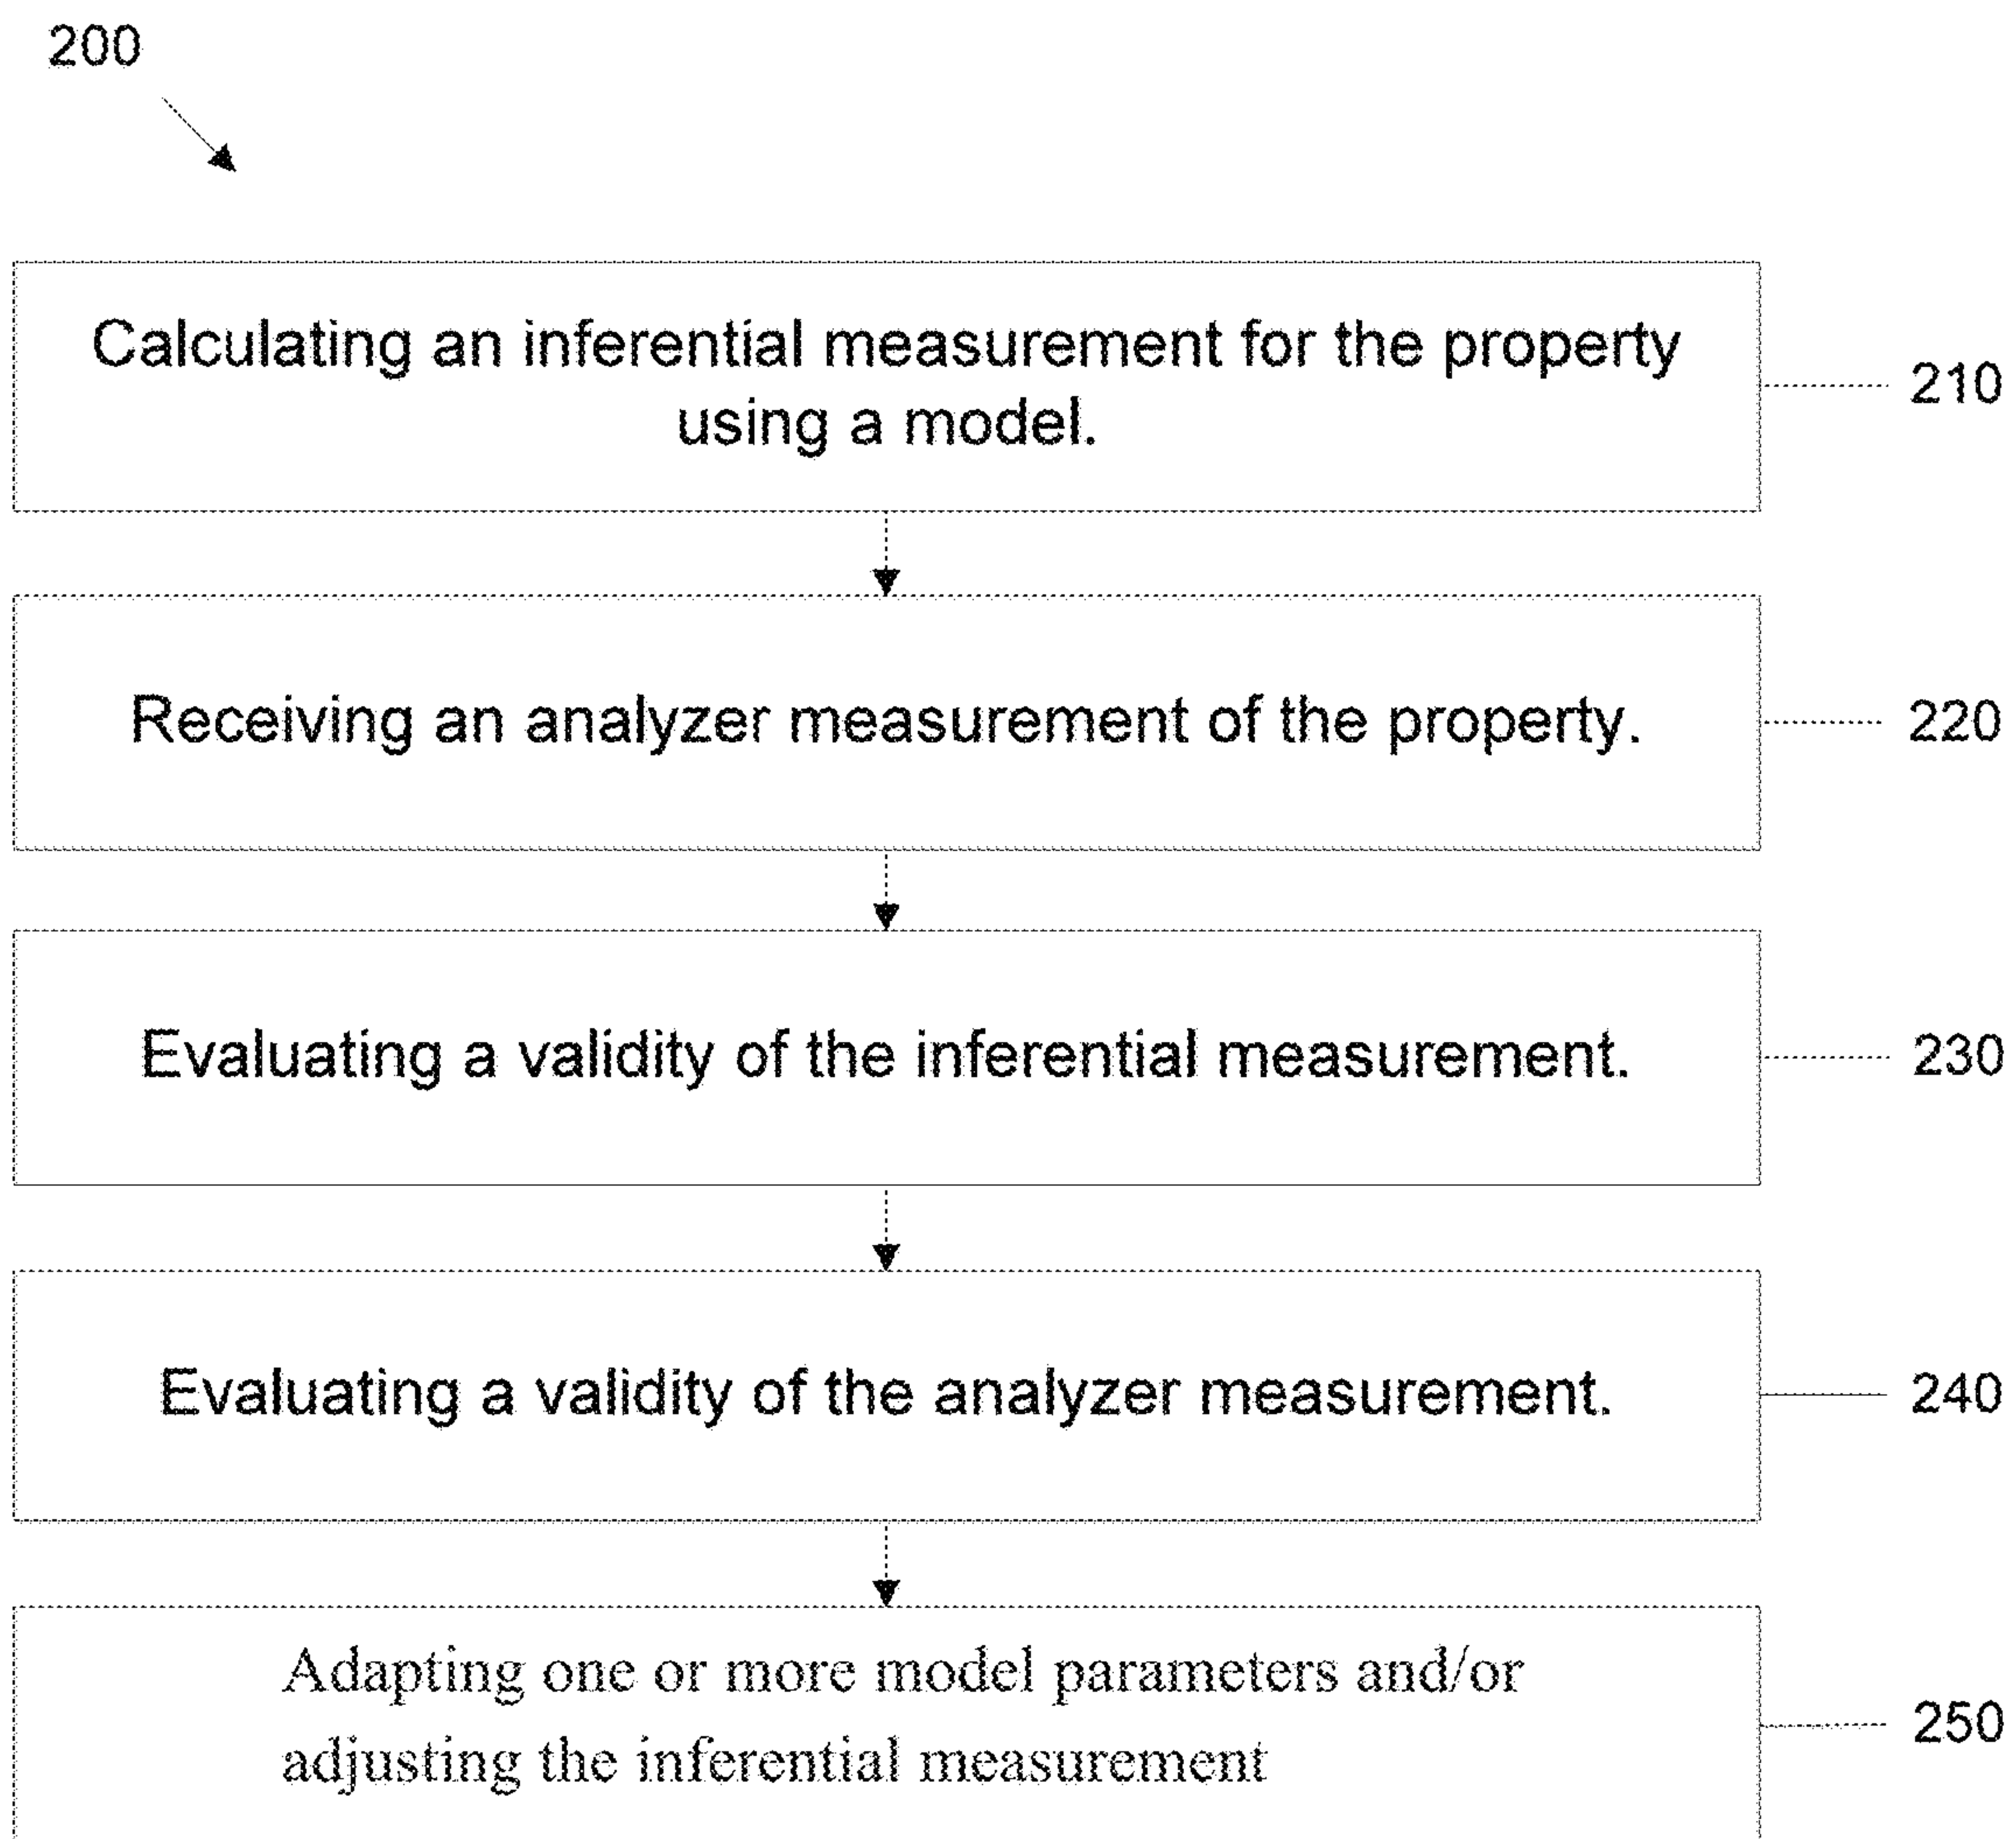 200
Calculating an inferential measurement for the property
using a model.
210
Receiving an analyzer measurement of the property.
220
Evaluating a validity of the inferential measurement.
230
Evaluating a validity of the analyzer measurement.
240
Adapting one or more model parameters and/or
adjusting the inferential measurement
250